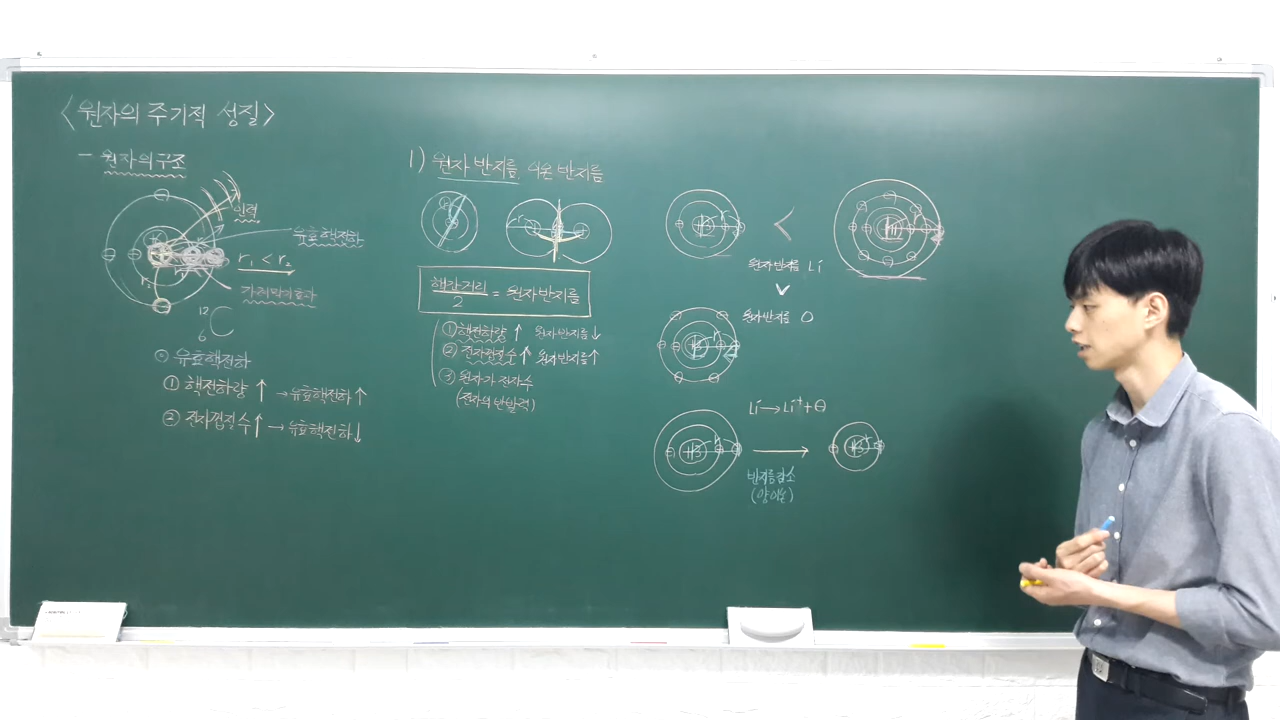 <원자의 주기적 성질>
- 원자의 구조
인력
유효핵전하
r₁ < r₂
r₂
가려막기효과
12
6 C
= 유효핵전하
① 핵전하량 ↑ → 유효핵전하 ↑
② 전자껍질수 ↑ → 유효핵전하 ↓
1) 원자 반지름, 이온 반지름
r
핵간거리
2
= 원자반지름
① 핵전하량 ↑ 원자반지름 ↓
② 전자껍질수 ↑ 원자반지름 ↑
③ 원자가 전자수
(전자의 반발력)
r < r
원자반지름 Li
∨
원자반지름 O
r
Li → Li⁺ + ⊖
r → r
반지름감소
(양이온)